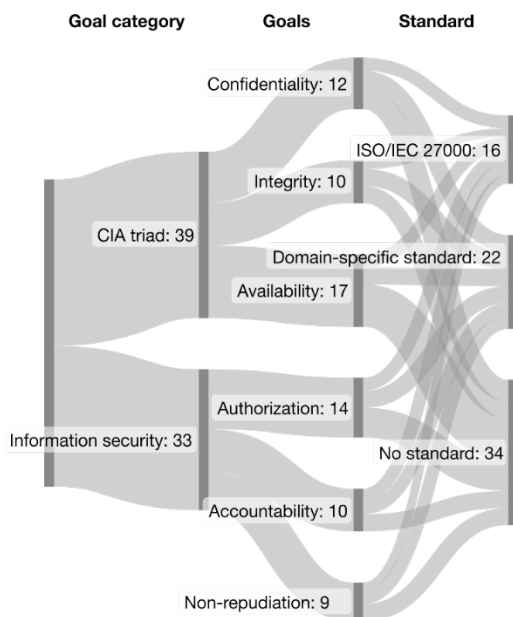 Goal category Goals Standard
Confidentiality: 12
ISO/IEC 27000: 16
Integrity: 10
CIA triad: 39
Domain-specific standard: 22
Availability: 17
Authorization: 14
Information security: 33
No standard: 34
Accountability: 10
Non-repudiation: 9